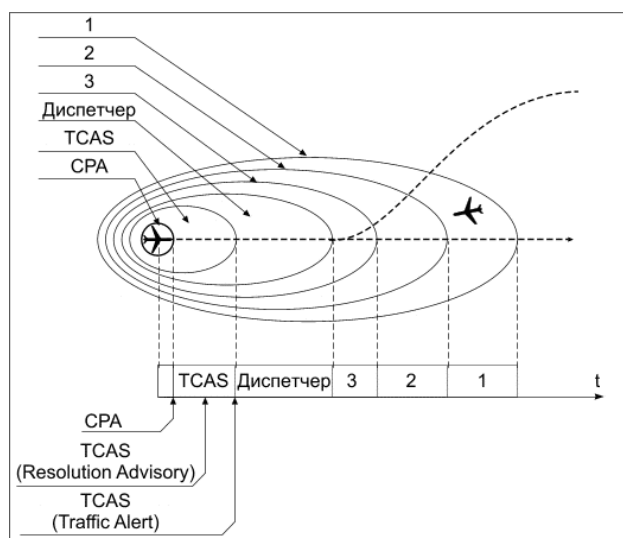 1
2
3
Диспетчер
TCAS
CPA
TCAS Диспетчер 3 2 1 t
CPA
TCAS
(Resolution Advisory)
TCAS
(Traffic Alert)